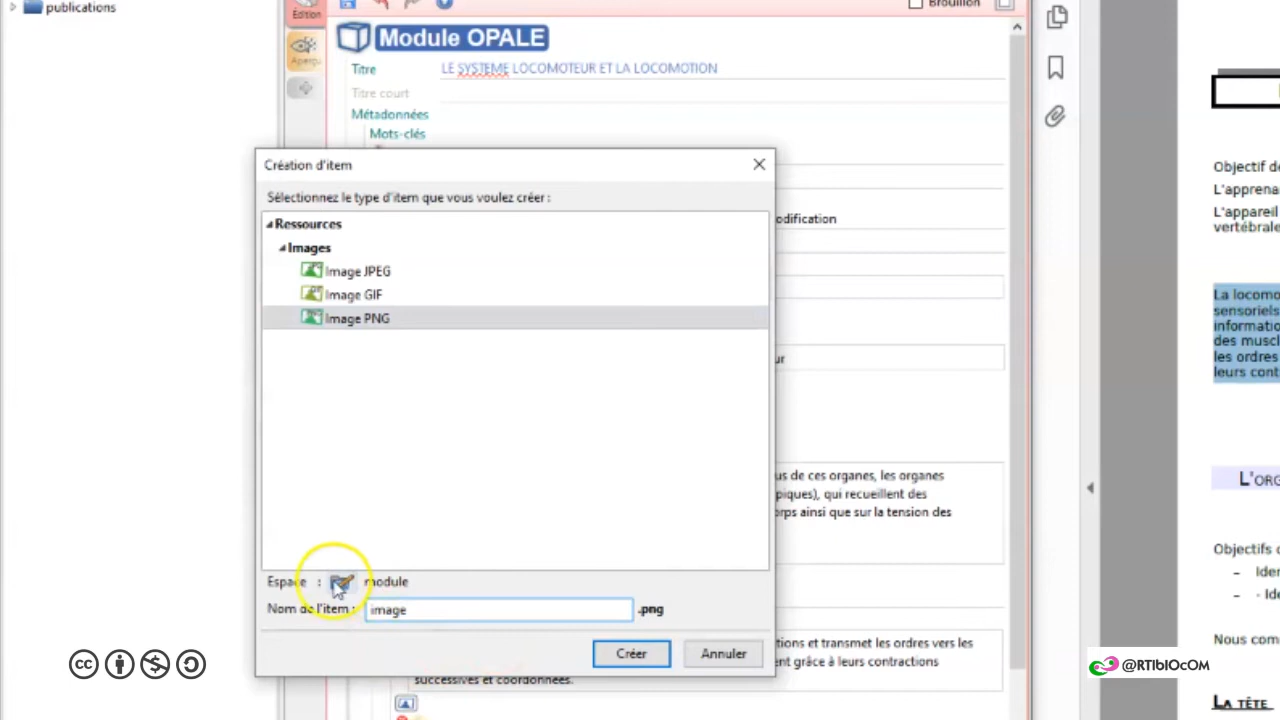 publications
Édition
Brouillon
Module OPALE
Aperçu
Titre
LE SYSTEME LOCOMOTEUR ET LA LOCOMOTION
Titre court
Métadonnées
Mots-clés
Création d'item
Sélectionnez le type d'item que vous voulez créer :
Ressources
Images
Image JPEG
Image GIF
Image PNG
Espace :
module
Nom de l'item :
image
.png
Créer
Annuler
odification
ur
us de ces organes, les organes
piques), qui recueillent des
orps ainsi que sur la tension des
tions et transmet les ordres vers les
ent grâce à leurs contractions
successives et coordonnées.
Objectif de
L'apprena
L'appareil
vertébrale
La locomo
sensoriels
informatio
des muscl
les ordres
leurs cont
L'ORG
Objectifs d
– Iden
– - Ide
Nous com
LA TÊTE
cc
@RTIbIOcOM